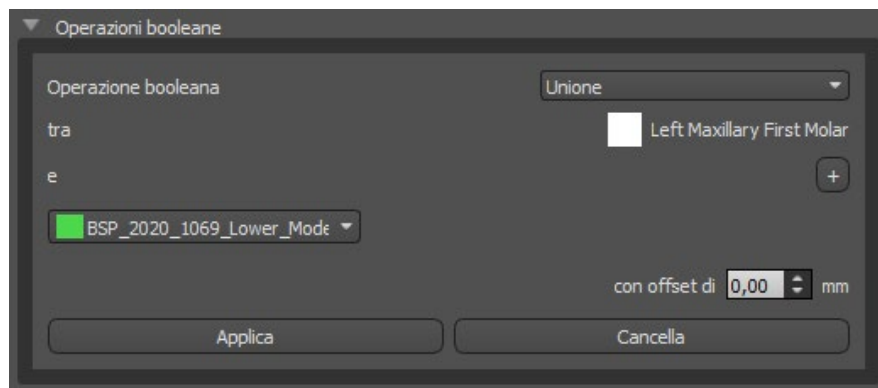 Operazioni booleane
Operazione booleana Unione
tra Left Maxillary First Molar
e +
BSP_2020_1069_Lower_Mode
con offset di 0,00 mm
Applica Cancella